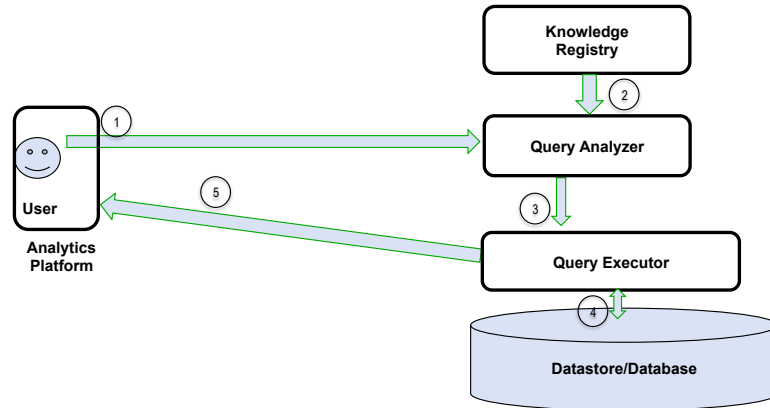 Knowledge
Registry
2
1
Query Analyzer
5
3
User
Analytics
Platform
Query Executor
4
Datastore/Database